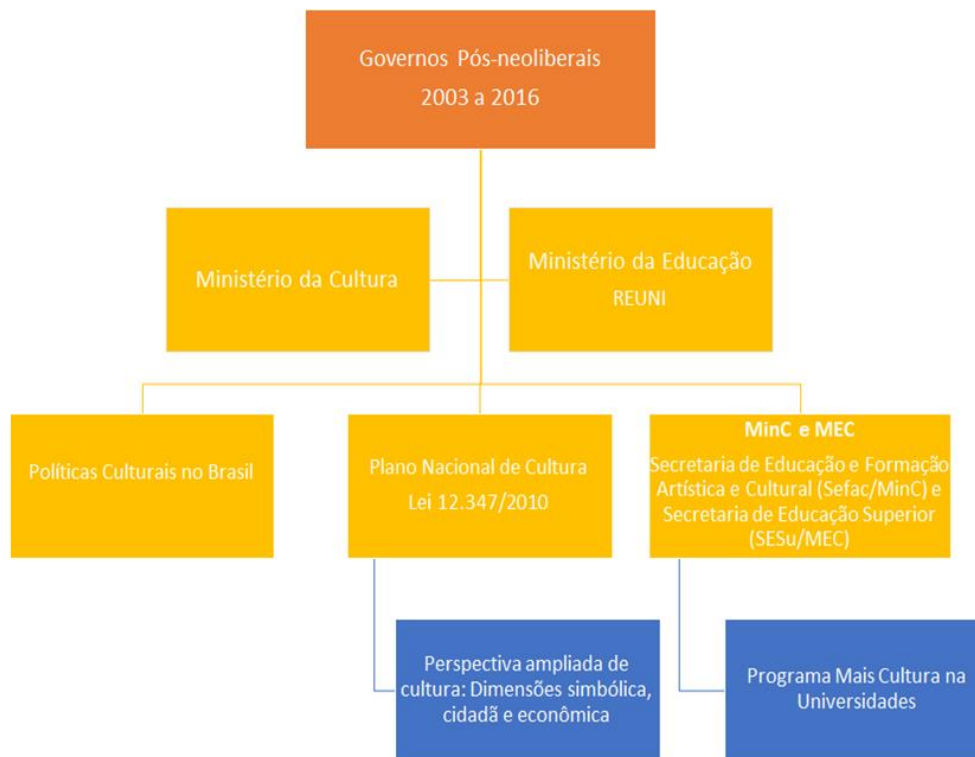 Governos Pós-neoliberais
2003 a 2016
Ministério da Cultura
Ministério da Educação
REUNI
Políticas Culturais no Brasil
Plano Nacional de Cultura
Lei 12.347/2010
MinC e MEC
Secretaria de Educação e Formação
Artística e Cultural (Sefac/MinC) e
Secretaria de Educação Superior
(SESu/MEC)
Perspectiva ampliada de
cultura: Dimensões simbólica,
cidadã e econômica
Programa Mais Cultura na
Universidades